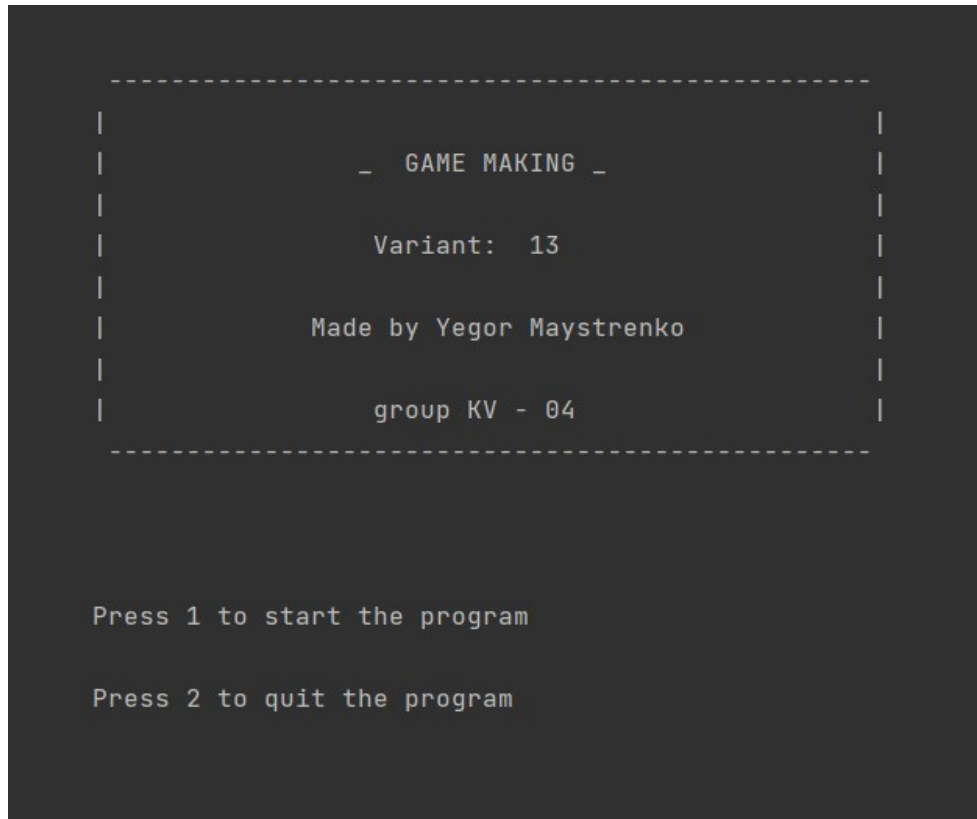 _ GAME MAKING _
Variant: 13
Made by Yegor Maystrenko
group KV - 04
Press 1 to start the program
Press 2 to quit the program